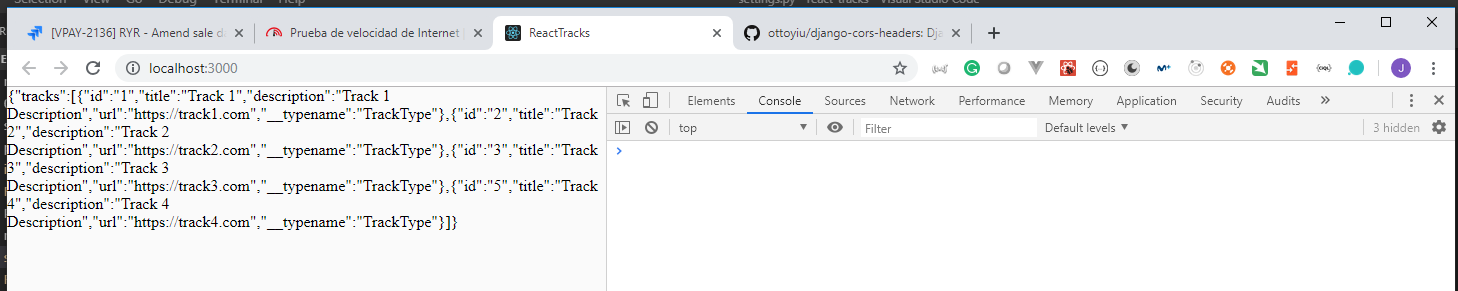 Selection View Go Debug Terminal Help settings.py - react-tracks - Visual Studio Code
[VPAY-2136] RYR - Amend sale da
Prueba de velocidad de Internet
ReactTracks
ottoyiu/django-cors-headers: Dja
localhost:3000
J
{"tracks":[{"id":"1","title":"Track 1","description":"Track 1
Description","url":"https://track1.com","__typename":"TrackType"},{"id":"2","title":"Track
2","description":"Track 2
Description","url":"https://track2.com","__typename":"TrackType"},{"id":"3","title":"Track
3","description":"Track 3
Description","url":"https://track3.com","__typename":"TrackType"},{"id":"5","title":"Track
4","description":"Track 4
Description","url":"https://track4.com","__typename":"TrackType"}]}
Elements Console Sources Network Performance Memory Application Security Audits
top Filter Default levels 3 hidden